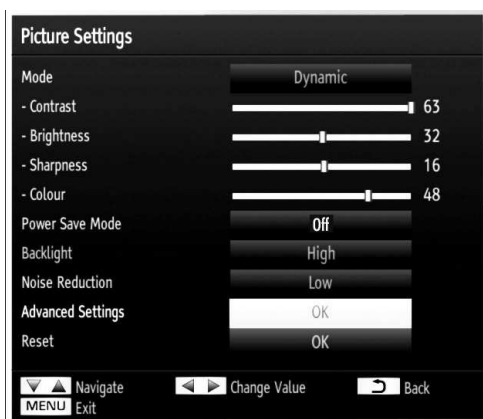 Picture Settings
Mode Dynamic
- Contrast 63
- Brightness 32
- Sharpness 16
- Colour 48
Power Save Mode Off
Backlight High
Noise Reduction Low
Advanced Settings OK
Reset OK
Navigate Change Value Back
MENU Exit